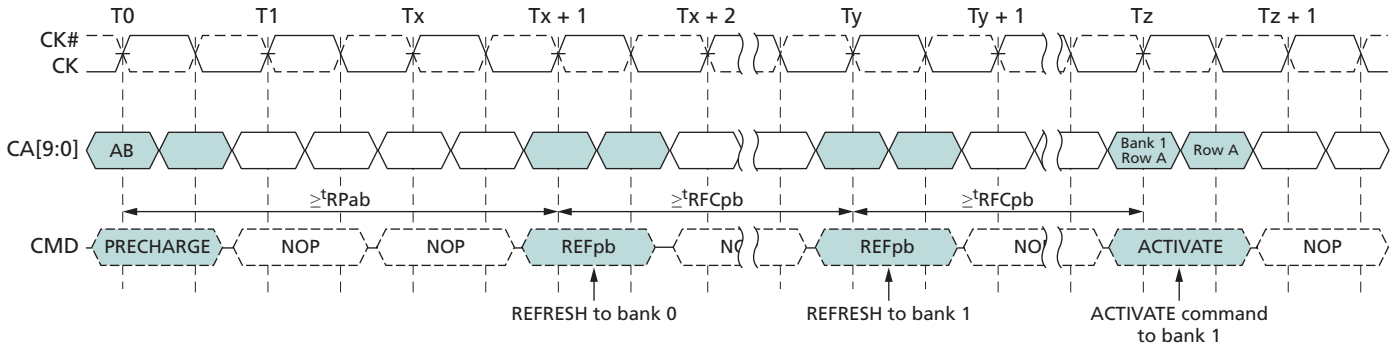 T0 T1 Tx Tx + 1 Tx + 2 Ty Ty + 1 Tz Tz + 1
CK#
CK
CA[9:0] AB Bank 1 Row A Row A
≥tRPab ≥tRFCpb ≥tRFCpb
CMD PRECHARGE NOP NOP REFpb REFpb ACTIVATE NOP
REFRESH to bank 0 REFRESH to bank 1 ACTIVATE command
to bank 1